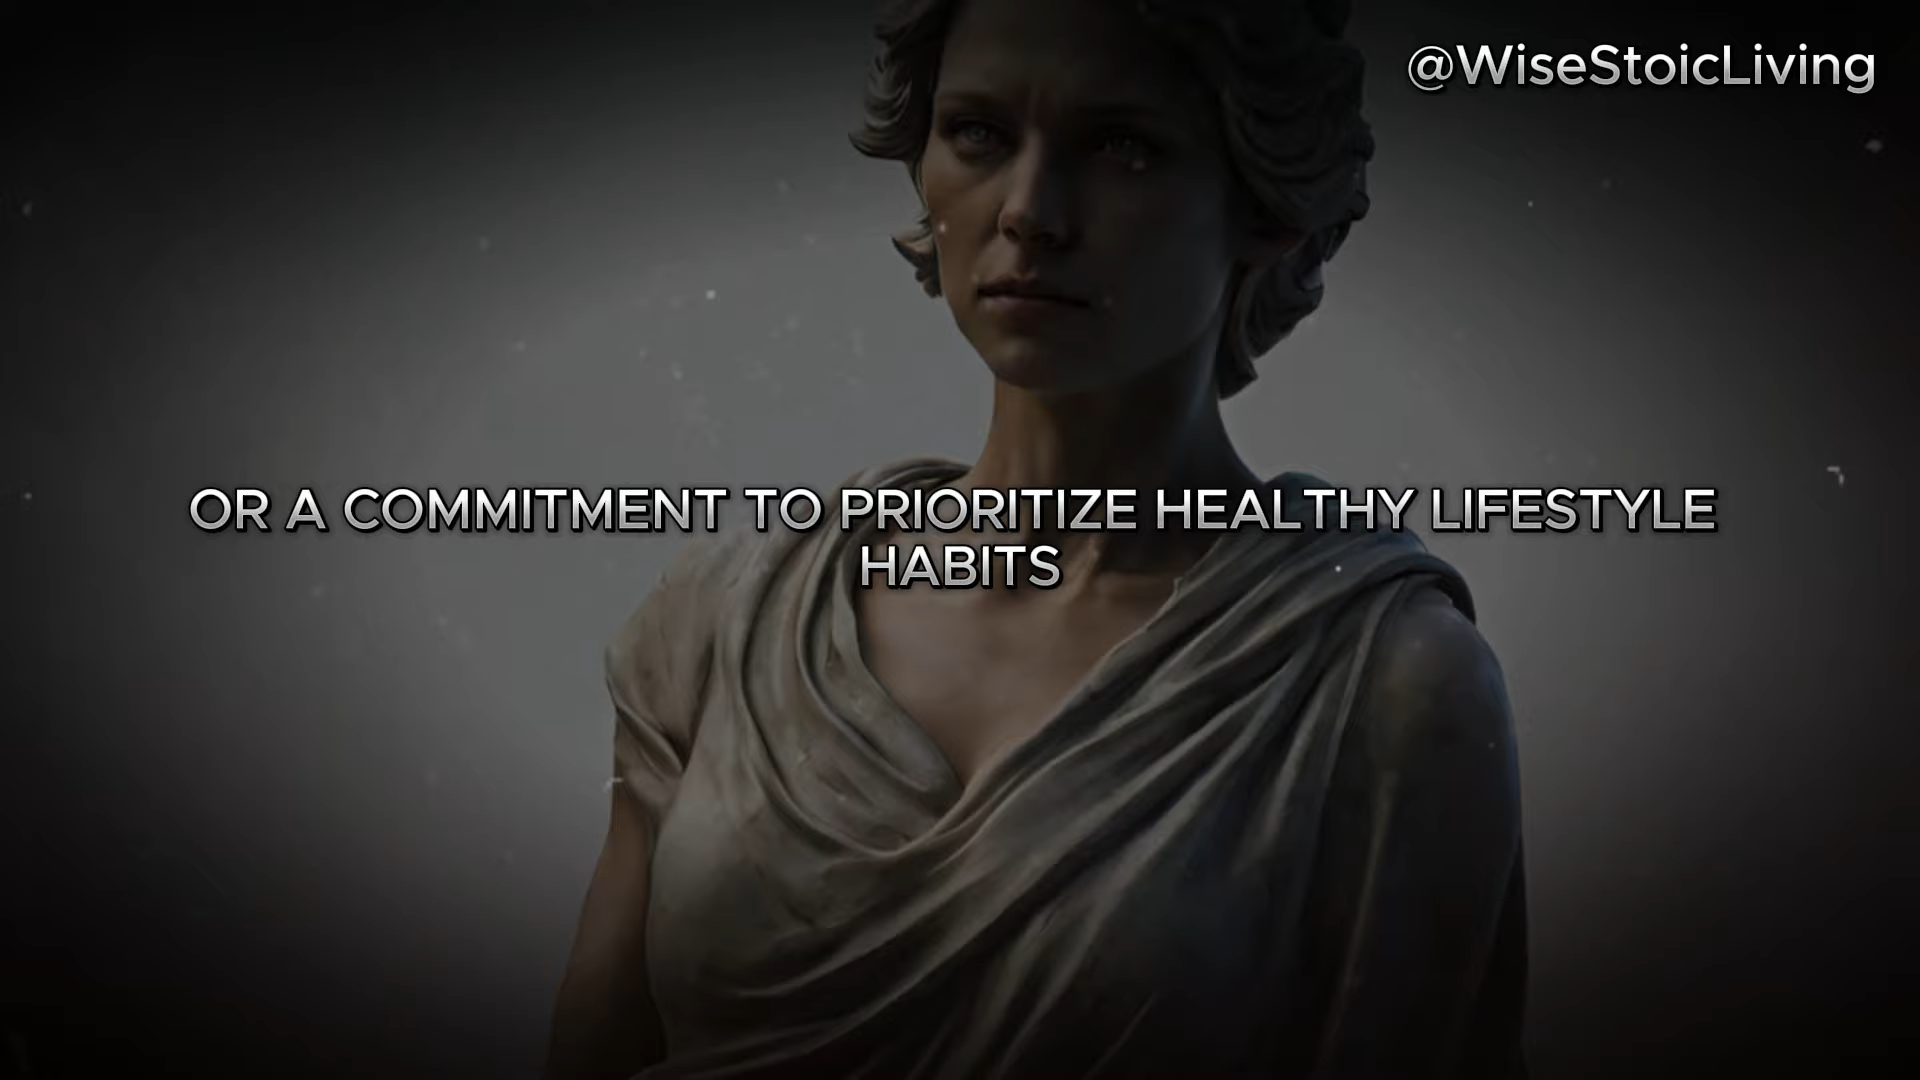 @WiseStoicLiving
OR A COMMITMENT TO PRIORITIZE HEALTHY LIFESTYLE
HABITS